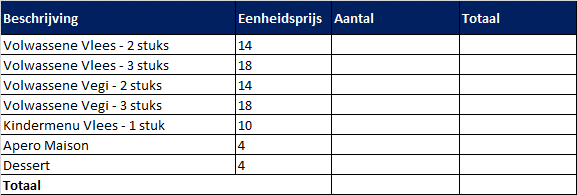 Beschrijving Eenheidsprijs Aantal Totaal
Volwassene Vlees - 2 stuks 14
Volwassene Vlees - 3 stuks 18
Volwassene Vegi - 2 stuks 14
Volwassene Vegi - 3 stuks 18
Kindermenu Vlees - 1 stuk 10
Apero Maison 4
Dessert 4
Totaal